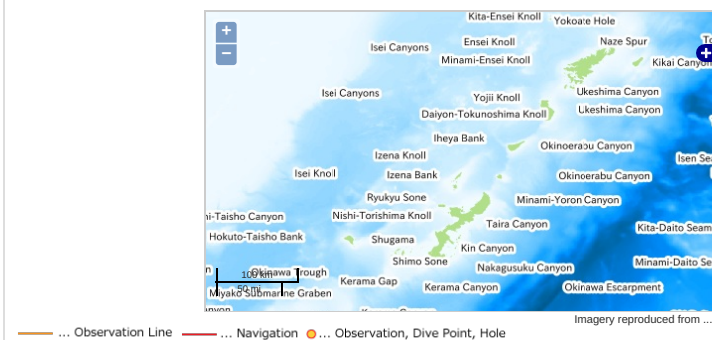 Kita-Ensei Knoll
Yokoate Hole
+
Ensei Knoll
Naze Spur
Isei Canyons
−
Minami-Ensei Knoll
Kikai Canyon
Isei Canyons
Ukeshima Canyon
Yojii Knoll
Ukeshima Canyon
Daiyon-Tokunoshima Knoll
Iheya Bank
Okinoerabu Canyon
Izena Knoll
Isen Sea
Isei Knoll
Izena Bank
Okinoerabu Canyon
Ryukyu Sone
Minami-Yoron Canyon
ni-Taisho Canyon
Nishi-Torishima Knoll
Taira Canyon
Kita-Daito Seam
Hokuto-Taisho Bank
Shugama
Kin Canyon
Shimo Sone
Minami-Daito Se
Okinawa Trough
Nakagusuku Canyon
100 km
Kerama Gap
Kerama Canyon
Okinawa Escarpment
50 mi
Miyako Submarine Graben
Imagery reproduced from ...
... Observation Line
... Navigation
... Observation, Dive Point, Hole